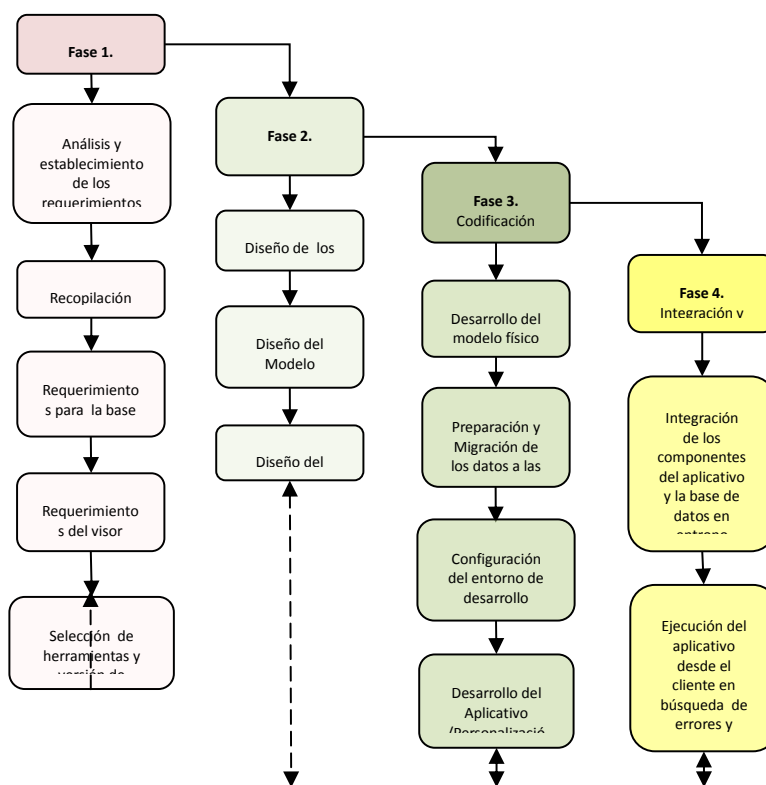 Fase 1.
Análisis y
establecimiento
de los
requerimientos
Recopilación
Requerimiento
s para la base
Requerimiento
s del visor
Selección de
herramientas y
versión de
Fase 2.
Diseño de los
Diseño del
Modelo
Diseño del
Fase 3.
Codificación
Desarrollo del
modelo físico
Preparación y
Migración de
los datos a las
Configuración
del entorno de
desarrollo
Desarrollo del
Aplicativo
(Personalizació
Fase 4.
Integración y
Integración
de los
componentes
del aplicativo
y la base de
datos en
Ejecución del
aplicativo
desde el
cliente en
búsqueda de
errores y